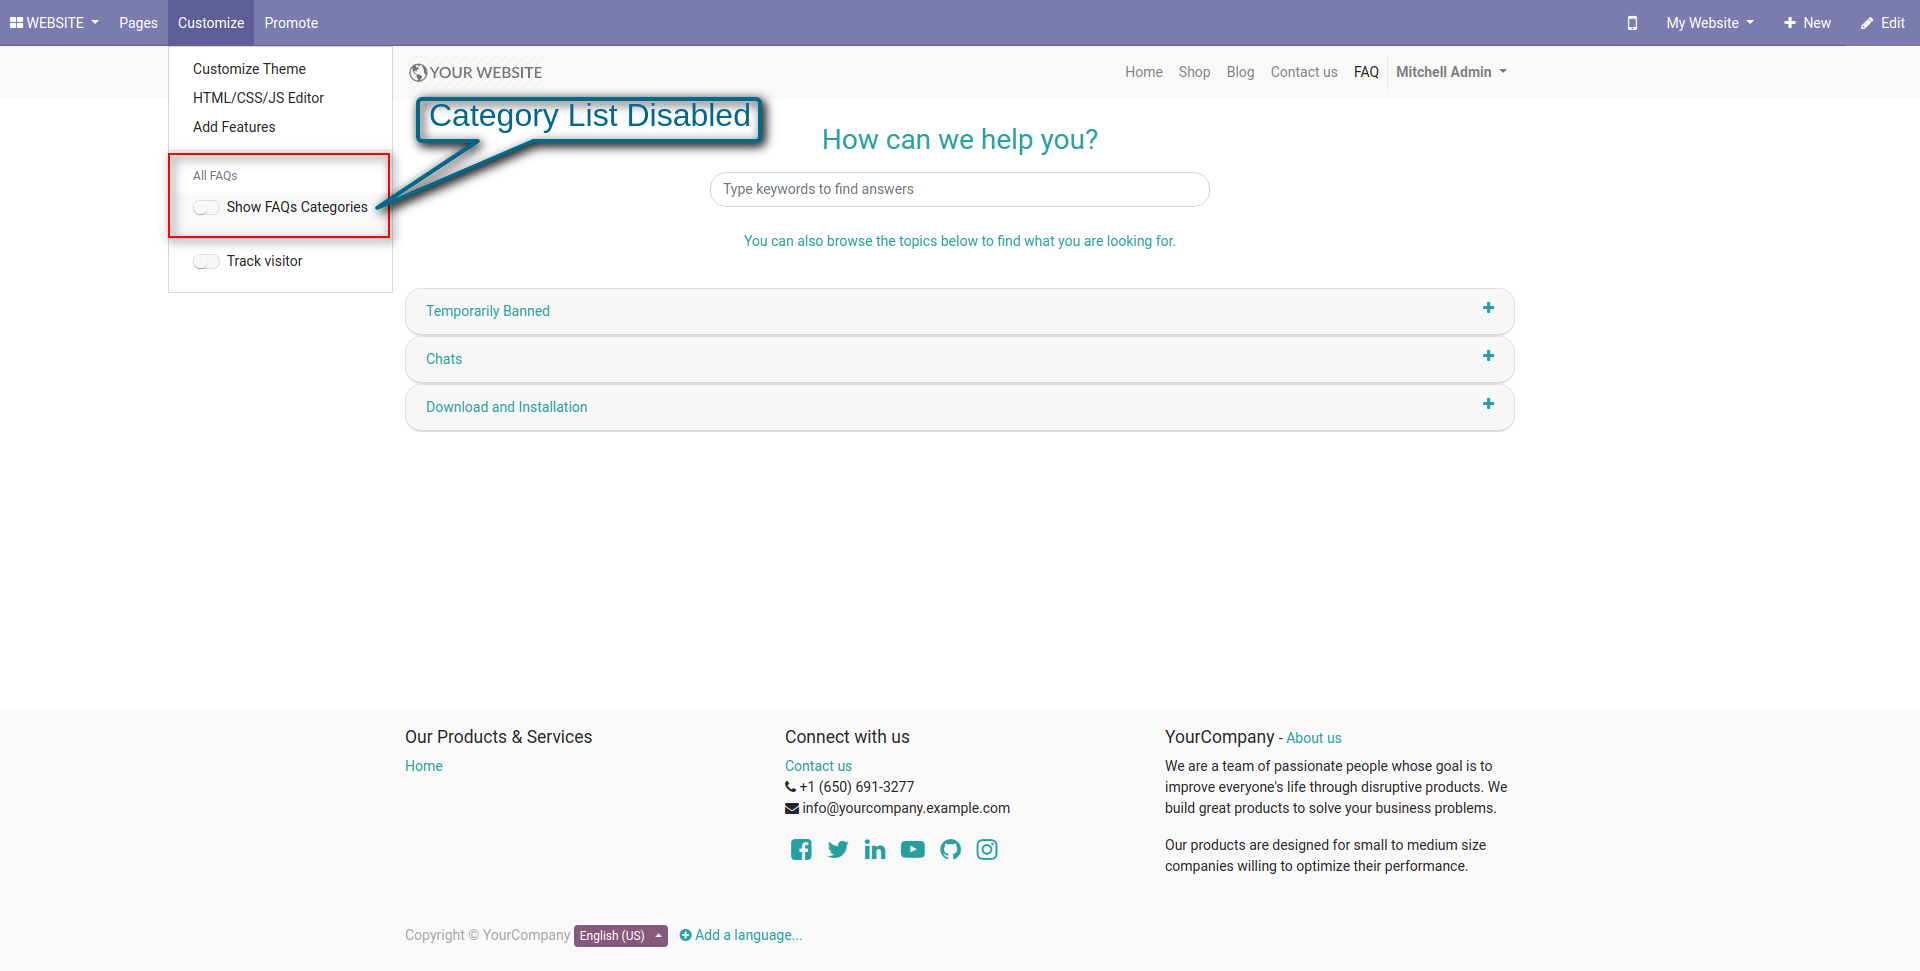 WEBSITE Pages Customize Promote My Website New Edit
Customize Theme
HTML/CSS/JS Editor
Add Features
All FAQs
Show FAQs Categories
Track visitor
YOUR WEBSITE Home Shop Blog Contact us FAQ Mitchell Admin
Category List Disabled
How can we help you?
Type keywords to find answers
You can also browse the topics below to find what you are looking for.
Temporarily Banned
Chats
Download and Installation
Our Products & Services
Home
Connect with us
Contact us
+1 (650) 691-3277
info@yourcompany.example.com
YourCompany - About us
We are a team of passionate people whose goal is to
improve everyone's life through disruptive products. We
build great products to solve your business problems.
Our products are designed for small to medium size
companies willing to optimize their performance.
Copyright © YourCompany English (US) Add a language...